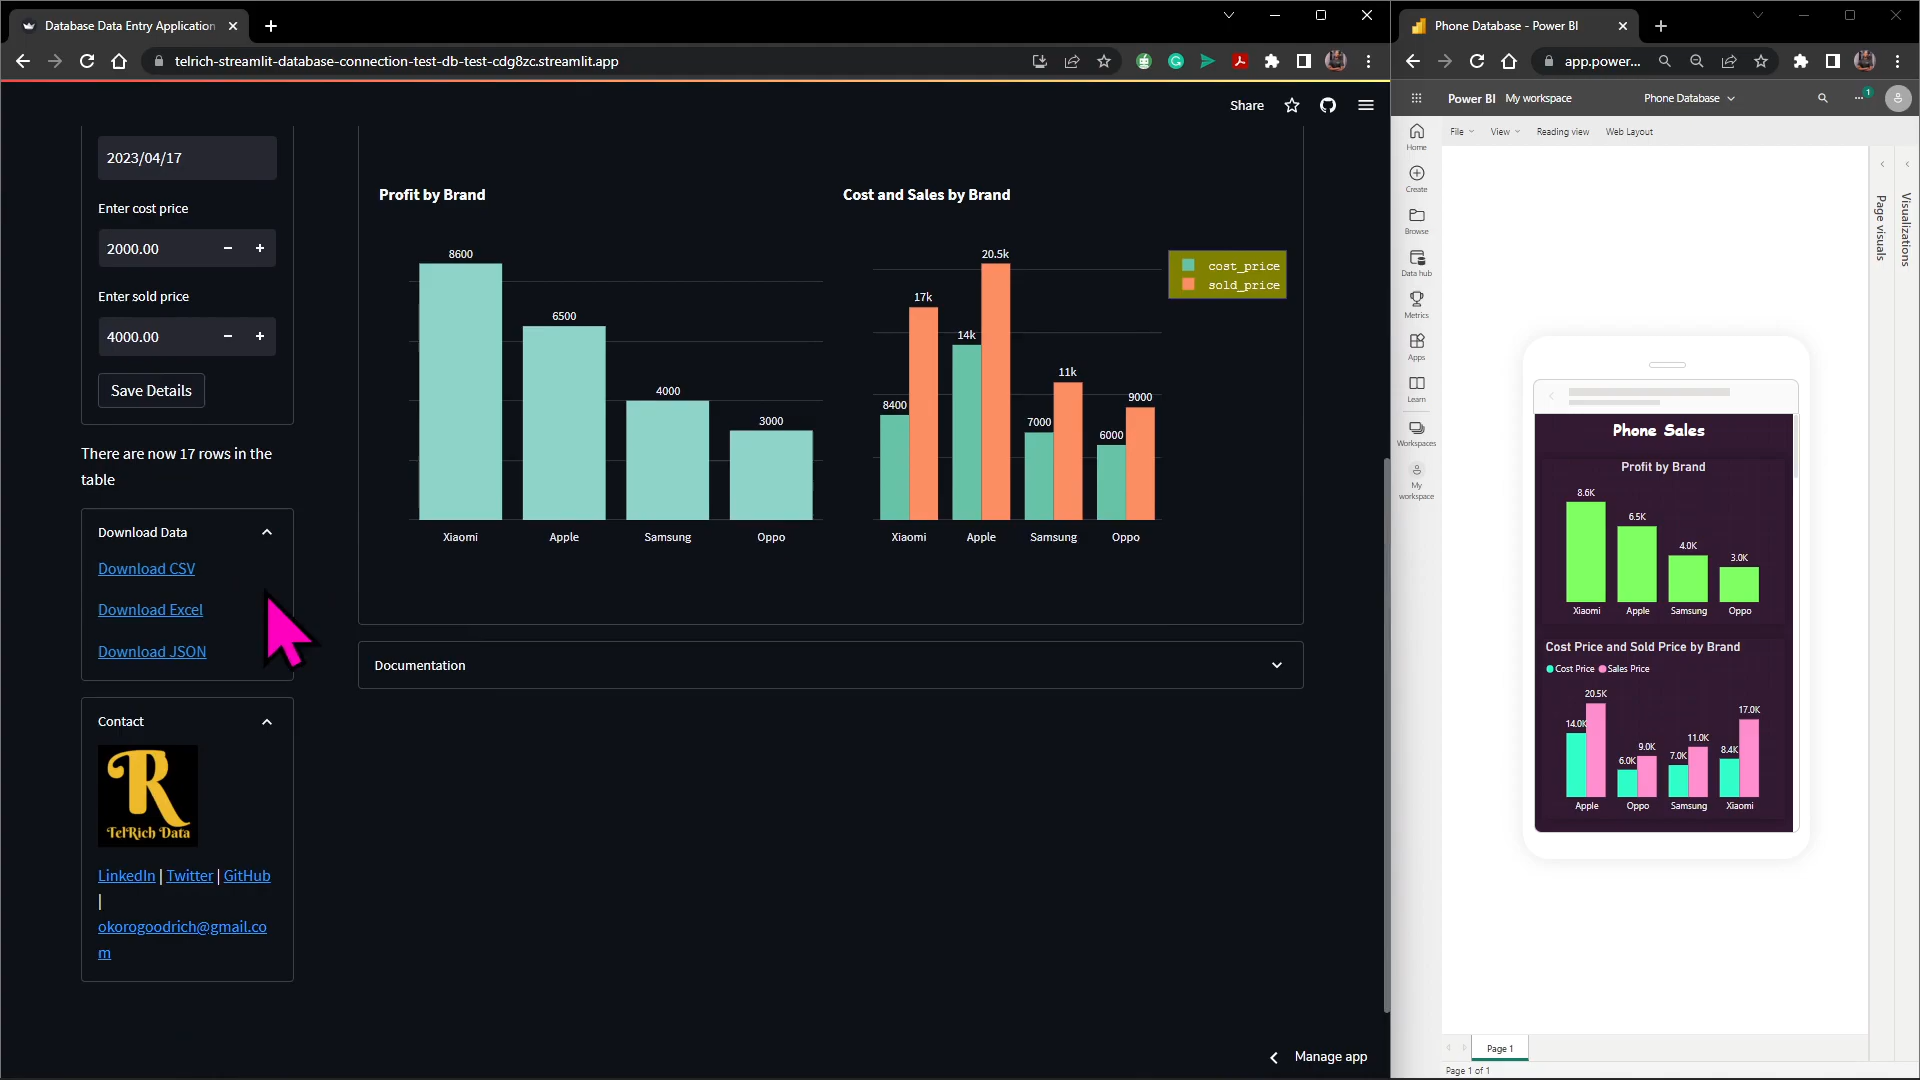 Database Data Entry Application
telrich-streamlit-database-connection-test-db-test-cdg8zc.streamlit.app
Share
2023/04/17
Enter cost price
2000.00
Enter sold price
4000.00
Save Details
There are now 17 rows in the
table
Download Data
Download CSV
Download Excel
Download JSON
Contact
R
TelRich Data
LinkedIn | Twitter | GitHub
|
okorogoodrich@gmail.co
m
Profit by Brand
8600
6500
4000
3000
Xiaomi Apple Samsung Oppo
Cost and Sales by Brand
cost_price
sold_price
20.5k
17k
14k
11k
8400
7000
9000
6000
Xiaomi Apple Samsung Oppo
Documentation
Manage app
Phone Database - Power BI
app.power...
Power BI My workspace
Phone Database
1
File View Reading view Web Layout
Home
Create
Browse
Data hub
Metrics
Apps
Learn
Workspaces
My
workspace
Page visuals
Visualizations
Phone Sales
Profit by Brand
8.6K
6.5K
4.0K
3.0K
Xiaomi Apple Samsung Oppo
Cost Price and Sold Price by Brand
Cost Price Sales Price
20.5K
17.0K
14.0K
11.0K
9.0K
8.4K
7.0K
6.0K
Apple Oppo Samsung Xiaomi
Page 1
Page 1 of 1